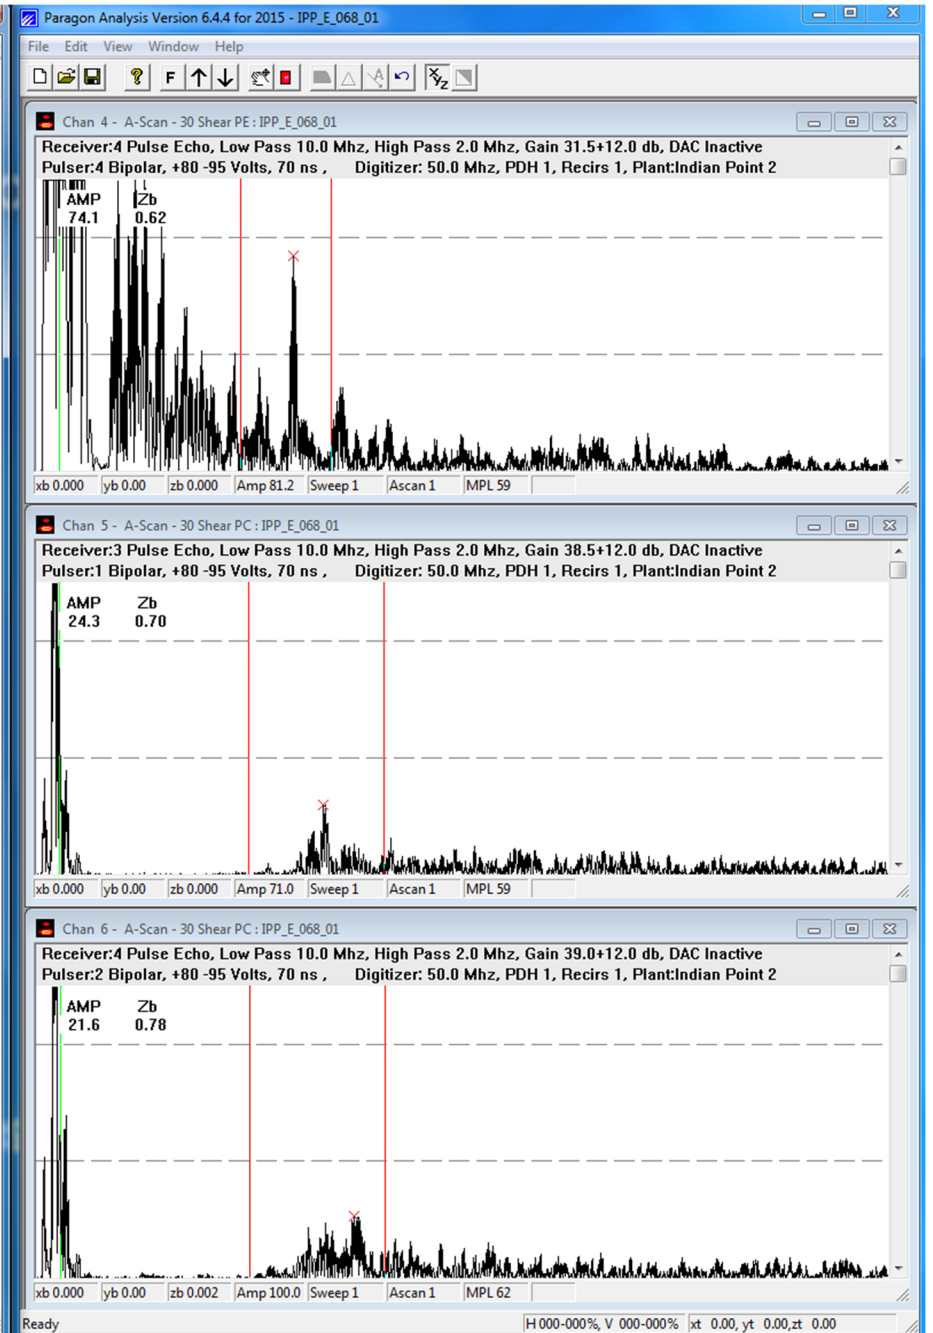 Paragon Analysis Version 6.4.4 for 2015 - IPP_E_068_01
File Edit View Window Help
F XYZ
Chan 4 - A-Scan - 30 Shear PE : IPP_E_068_01
Receiver:4 Pulse Echo, Low Pass 10.0 Mhz, High Pass 2.0 Mhz, Gain 31.5+12.0 db, DAC Inactive
Pulser:4 Bipolar, +80 -95 Volts, 70 ns , Digitizer: 50.0 Mhz, PDH 1, Recirs 1, Plant:Indian Point 2
AMP Zb
74.1 0.62
xb 0.000 yb 0.00 zb 0.000 Amp 81.2 Sweep 1 Ascan 1 MPL 59
Chan 5 - A-Scan - 30 Shear PC : IPP_E_068_01
Receiver:3 Pulse Echo, Low Pass 10.0 Mhz, High Pass 2.0 Mhz, Gain 38.5+12.0 db, DAC Inactive
Pulser:1 Bipolar, +80 -95 Volts, 70 ns , Digitizer: 50.0 Mhz, PDH 1, Recirs 1, Plant:Indian Point 2
AMP Zb
24.3 0.70
xb 0.000 yb 0.00 zb 0.000 Amp 71.0 Sweep 1 Ascan 1 MPL 59
Chan 6 - A-Scan - 30 Shear PC : IPP_E_068_01
Receiver:4 Pulse Echo, Low Pass 10.0 Mhz, High Pass 2.0 Mhz, Gain 39.0+12.0 db, DAC Inactive
Pulser:2 Bipolar, +80 -95 Volts, 70 ns , Digitizer: 50.0 Mhz, PDH 1, Recirs 1, Plant:Indian Point 2
AMP Zb
21.6 0.78
xb 0.000 yb 0.00 zb 0.002 Amp 100.0 Sweep 1 Ascan 1 MPL 62
Ready H 000-000%, V 000-000% xt 0.00, yt 0.00,zt 0.00